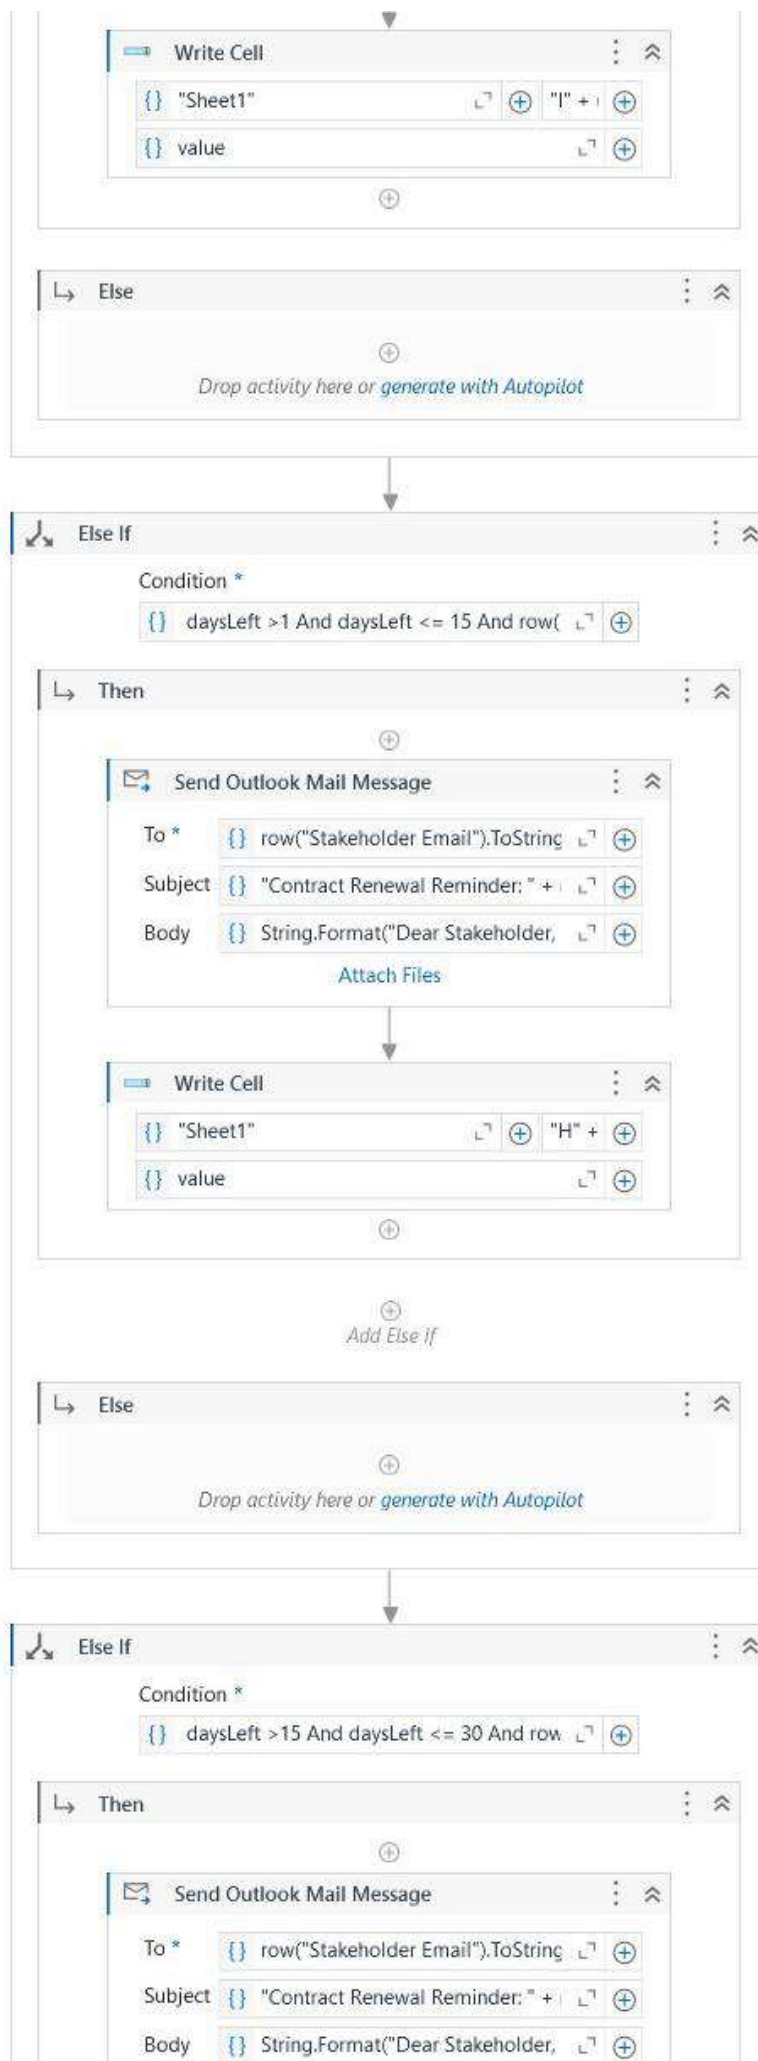 Write Cell
{} "Sheet1" "I" +
{} value
Else
Drop activity here or generate with Autopilot
Else If
Condition *
{} daysLeft >1 And daysLeft <= 15 And row(
Then
Send Outlook Mail Message
To * {} row("Stakeholder Email").ToString
Subject {} "Contract Renewal Reminder: " +
Body {} String.Format("Dear Stakeholder,
Attach Files
Write Cell
{} "Sheet1" "H" +
{} value
Add Else If
Else
Drop activity here or generate with Autopilot
Else If
Condition *
{} daysLeft >15 And daysLeft <= 30 And row
Then
Send Outlook Mail Message
To * {} row("Stakeholder Email").ToString
Subject {} "Contract Renewal Reminder: " +
Body {} String.Format("Dear Stakeholder,